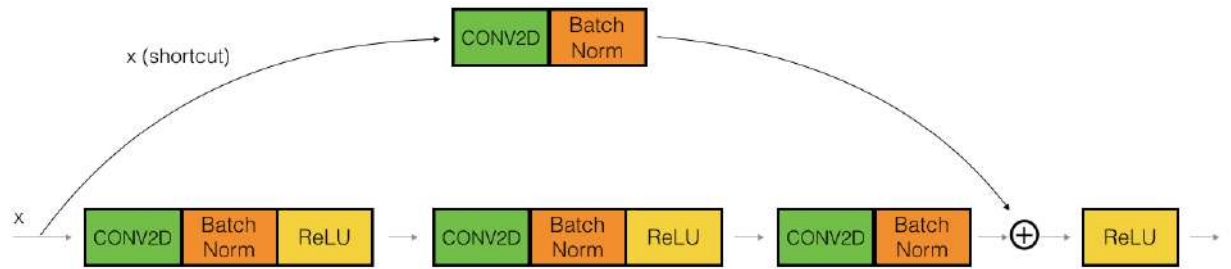 CONV2D
Batch
Norm
x (shortcut)
x
CONV2D
Batch
Norm
ReLU
CONV2D
Batch
Norm
ReLU
CONV2D
Batch
Norm
ReLU